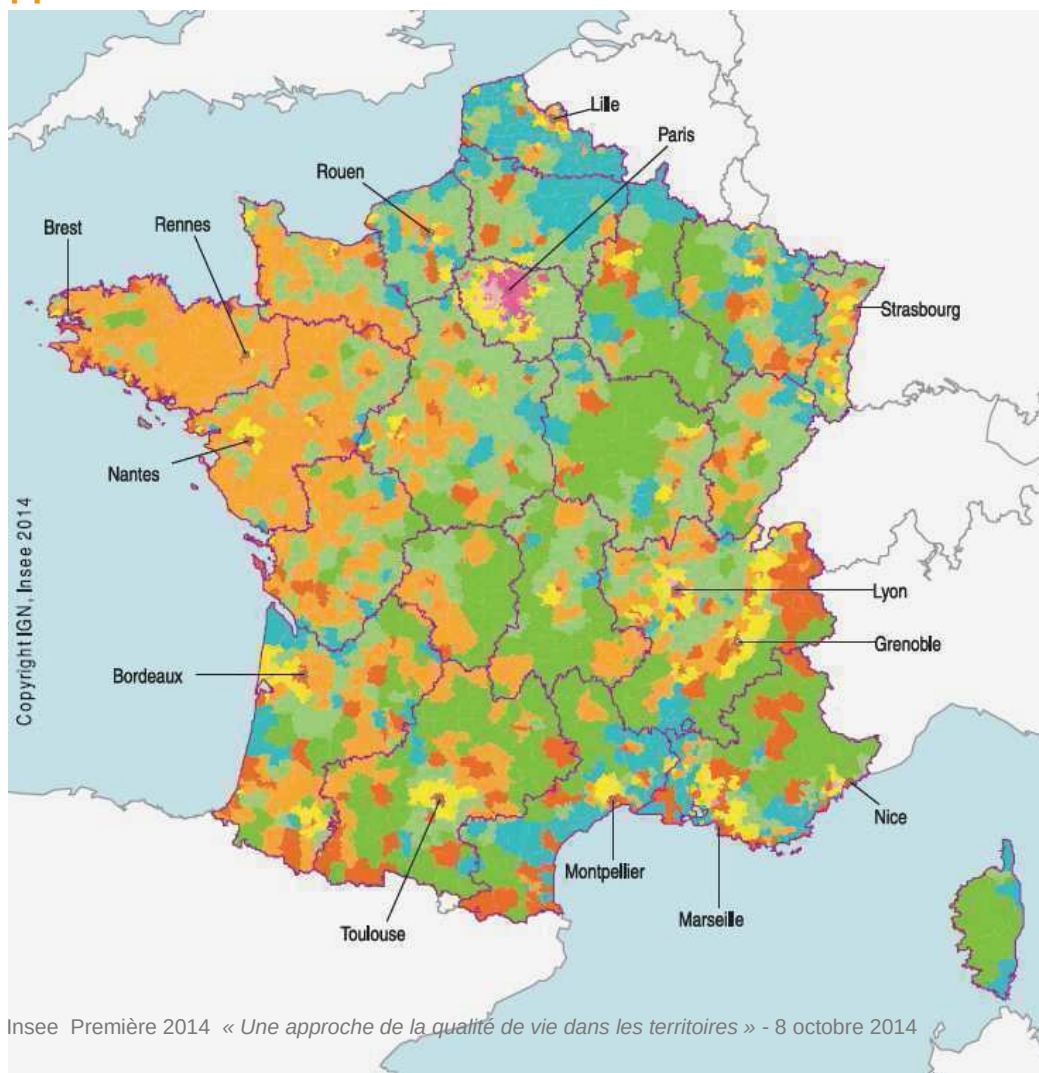 Lille
Paris
Rouen
Brest
Rennes
Strasbourg
Nantes
Lyon
Grenoble
Bordeaux
Nice
Montpellier
Marseille
Toulouse
Copyright IGN, Insee 2014
Insee Première 2014 « Une approche de la qualité de vie dans les territoires » - 8 octobre 2014